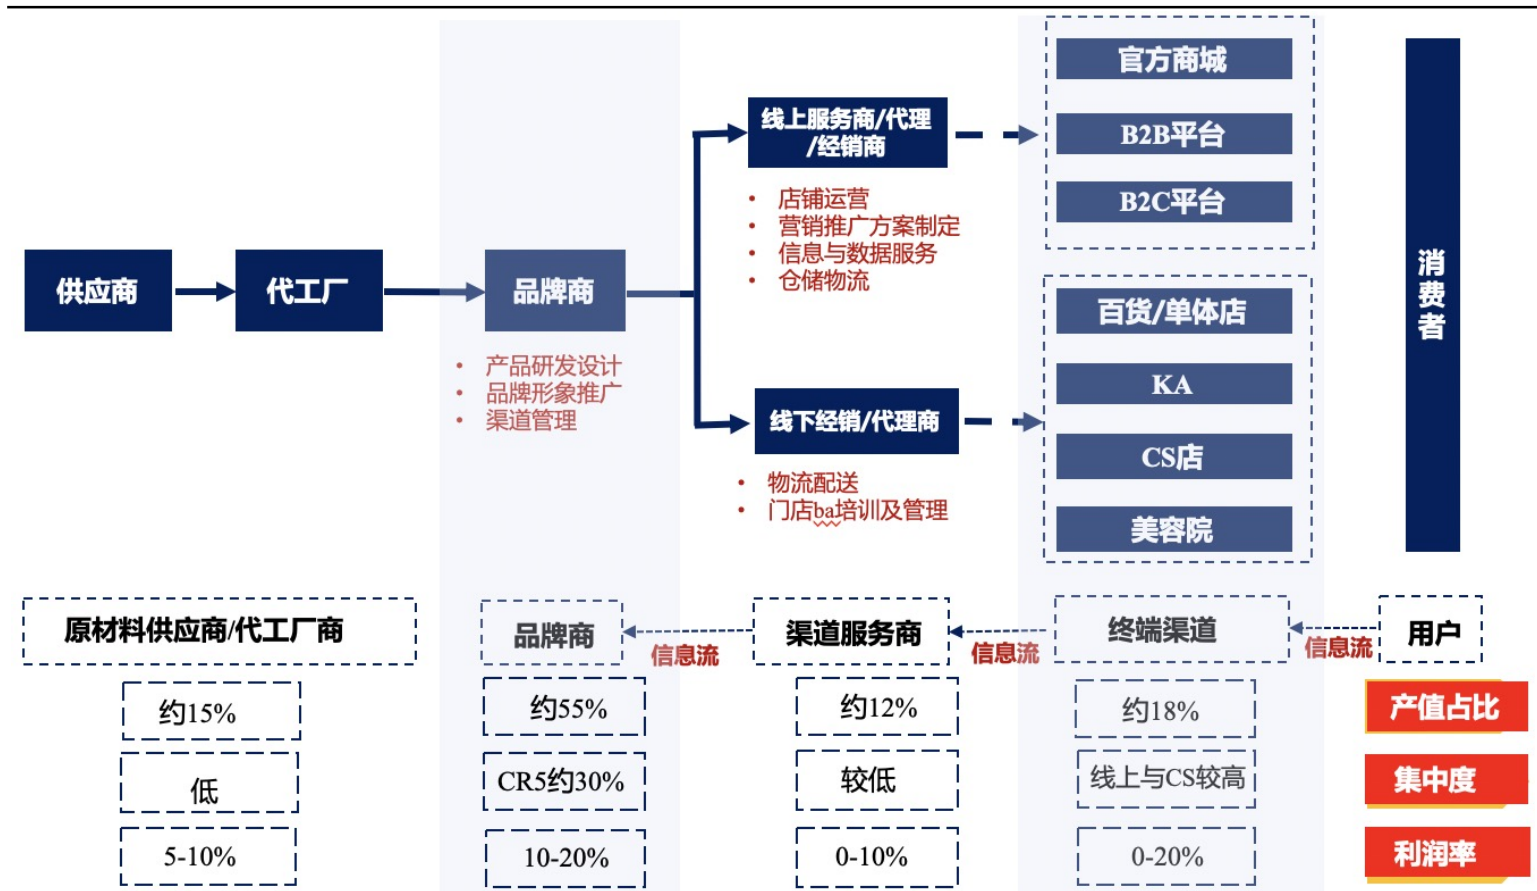 官方商城
线上服务商/代理
/经销商
B2B平台
B2C平台
• 店铺运营
• 营销推广方案制定
• 信息与数据服务
• 仓储物流
供应商
代工厂
品牌商
• 产品研发设计
• 品牌形象推广
• 渠道管理
百货/单体店
KA
线下经销/代理商
CS店
• 物流配送
• 门店ba培训及管理
美容院
消费者
原材料供应商/代工厂商
品牌商
信息流
渠道服务商
信息流
终端渠道
信息流
用户
约15%
约55%
约12%
约18%
产值占比
低
CR5约30%
较低
线上与CS较高
集中度
5-10%
10-20%
0-10%
0-20%
利润率